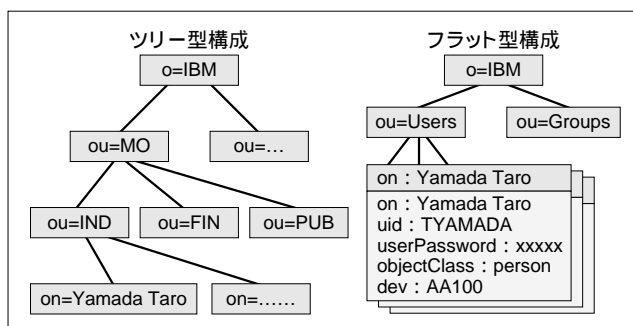 ツリー型構成
o=IBM
ou=MO
ou=…
ou=IND
ou=FIN
ou=PUB
on=Yamada Taro
on=……
フラット型構成
o=IBM
ou=Users
ou=Groups
on：Yamada Taro
on：Yamada Taro
uid：TYAMADA
userPassword：xxxxx
objectClass：person
dev：AA100